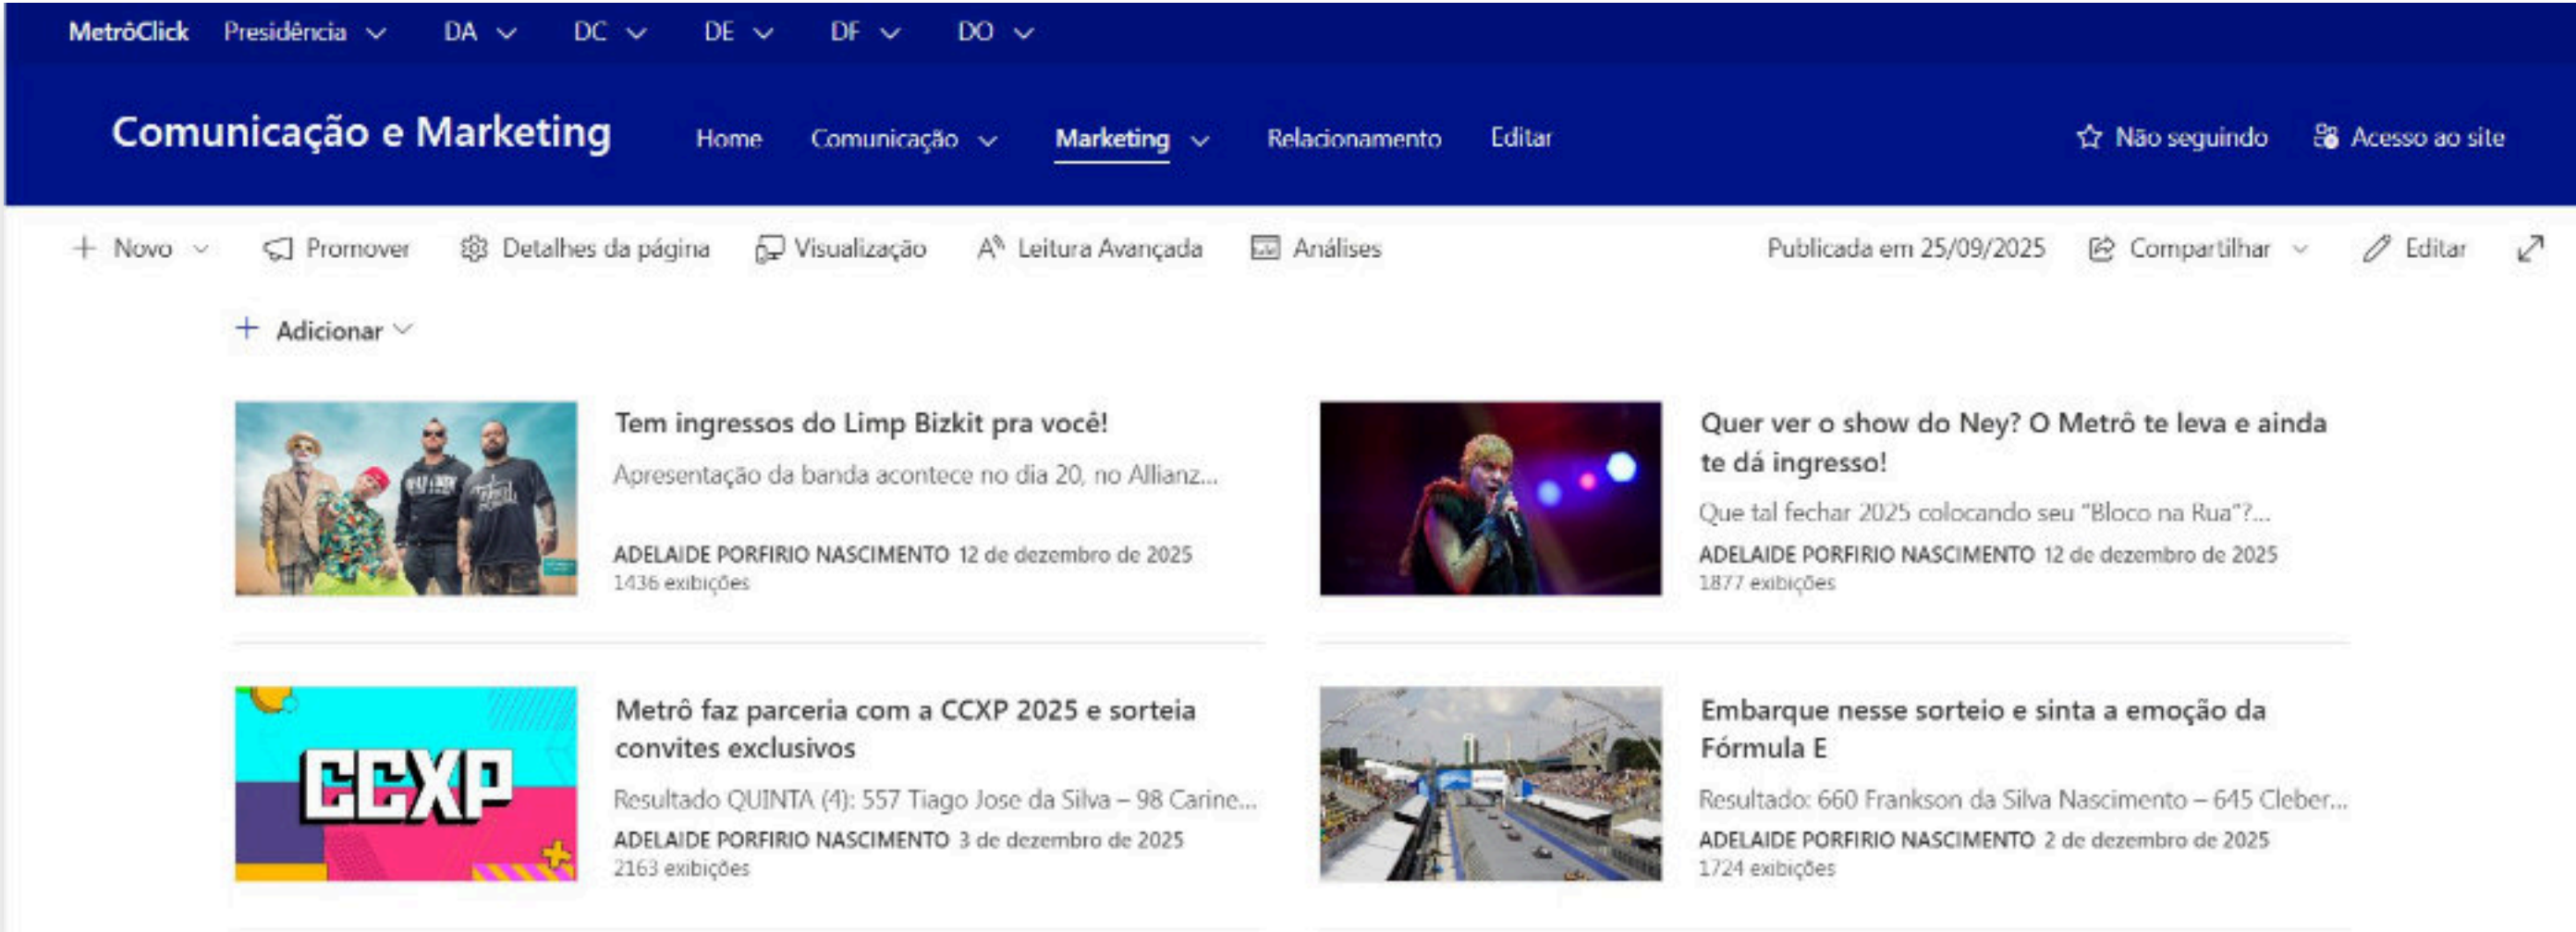 MetrôClick Presidência DA DC DE DF DO
Comunicação e Marketing Home Comunicação Marketing Relacionamento Editar Não seguindo Acesso ao site
Novo Promover Detalhes da página Visualização Leitura Avançada Análises Publicada em 25/09/2025 Compartilhar Editar
Adicionar
Tem ingressos do Limp Bizkit pra você!
Apresentação da banda acontece no dia 20, no Allianz...
ADELAIDE PORFIRIO NASCIMENTO 12 de dezembro de 2025
1436 exibições
Quer ver o show do Ney? O Metrô te leva e ainda
te dá ingresso!
Que tal fechar 2025 colocando seu "Bloco na Rua"?...
ADELAIDE PORFIRIO NASCIMENTO 12 de dezembro de 2025
1877 exibições
CCXP
Metrô faz parceria com a CCXP 2025 e sorteia
convites exclusivos
Resultado QUINTA (4): 557 Tiago Jose da Silva – 98 Carine...
ADELAIDE PORFIRIO NASCIMENTO 3 de dezembro de 2025
2163 exibições
Embarque nesse sorteio e sinta a emoção da
Fórmula E
Resultado: 660 Frankson da Silva Nascimento – 645 Cleber...
ADELAIDE PORFIRIO NASCIMENTO 2 de dezembro de 2025
1724 exibições